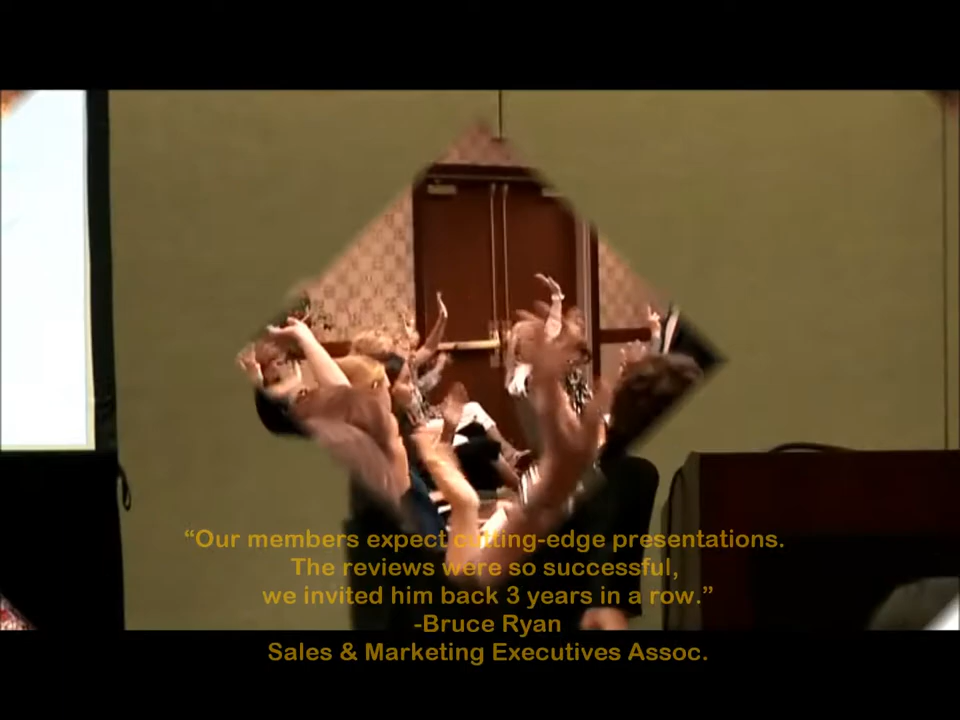 “Our members expect cutting-edge presentations.
The reviews were so successful,
we invited him back 3 years in a row.”
-Bruce Ryan
Sales & Marketing Executives Assoc.